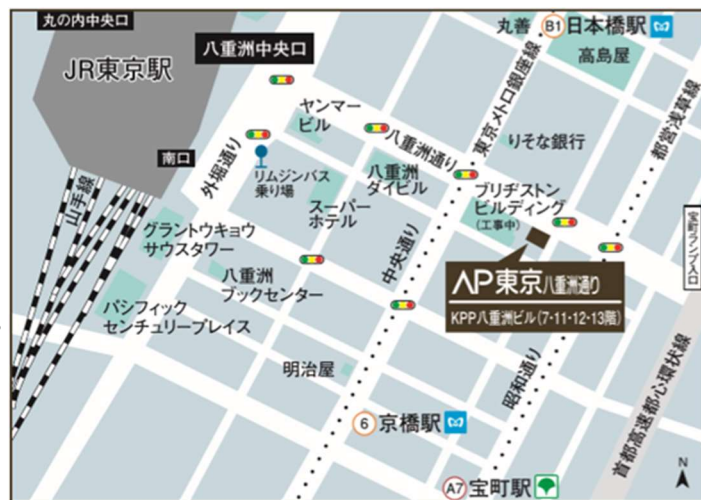 丸の内中央口
JR東京駅
八重洲中央口
南口
山手線
外堀通り
ヤンマー
ビル
リムジンバス
乗り場
八重洲通り
八重洲
ダイビル
スーパー
ホテル
グラントウキョウ
サウスタワー
八重洲
ブックセンター
パシフィック
センチュリープレイス
丸善
B1 日本橋駅
高島屋
東京メトロ銀座線
都営浅草線
りそな銀行
ブリヂストン
ビルディング
(工事中)
宝町ランプ入口
中央通り
AP東京八重洲通り
KPP八重洲ビル(7・11・12・13階)
明治屋
昭和通り
首都高速都心環状線
6 京橋駅
A7 宝町駅
N